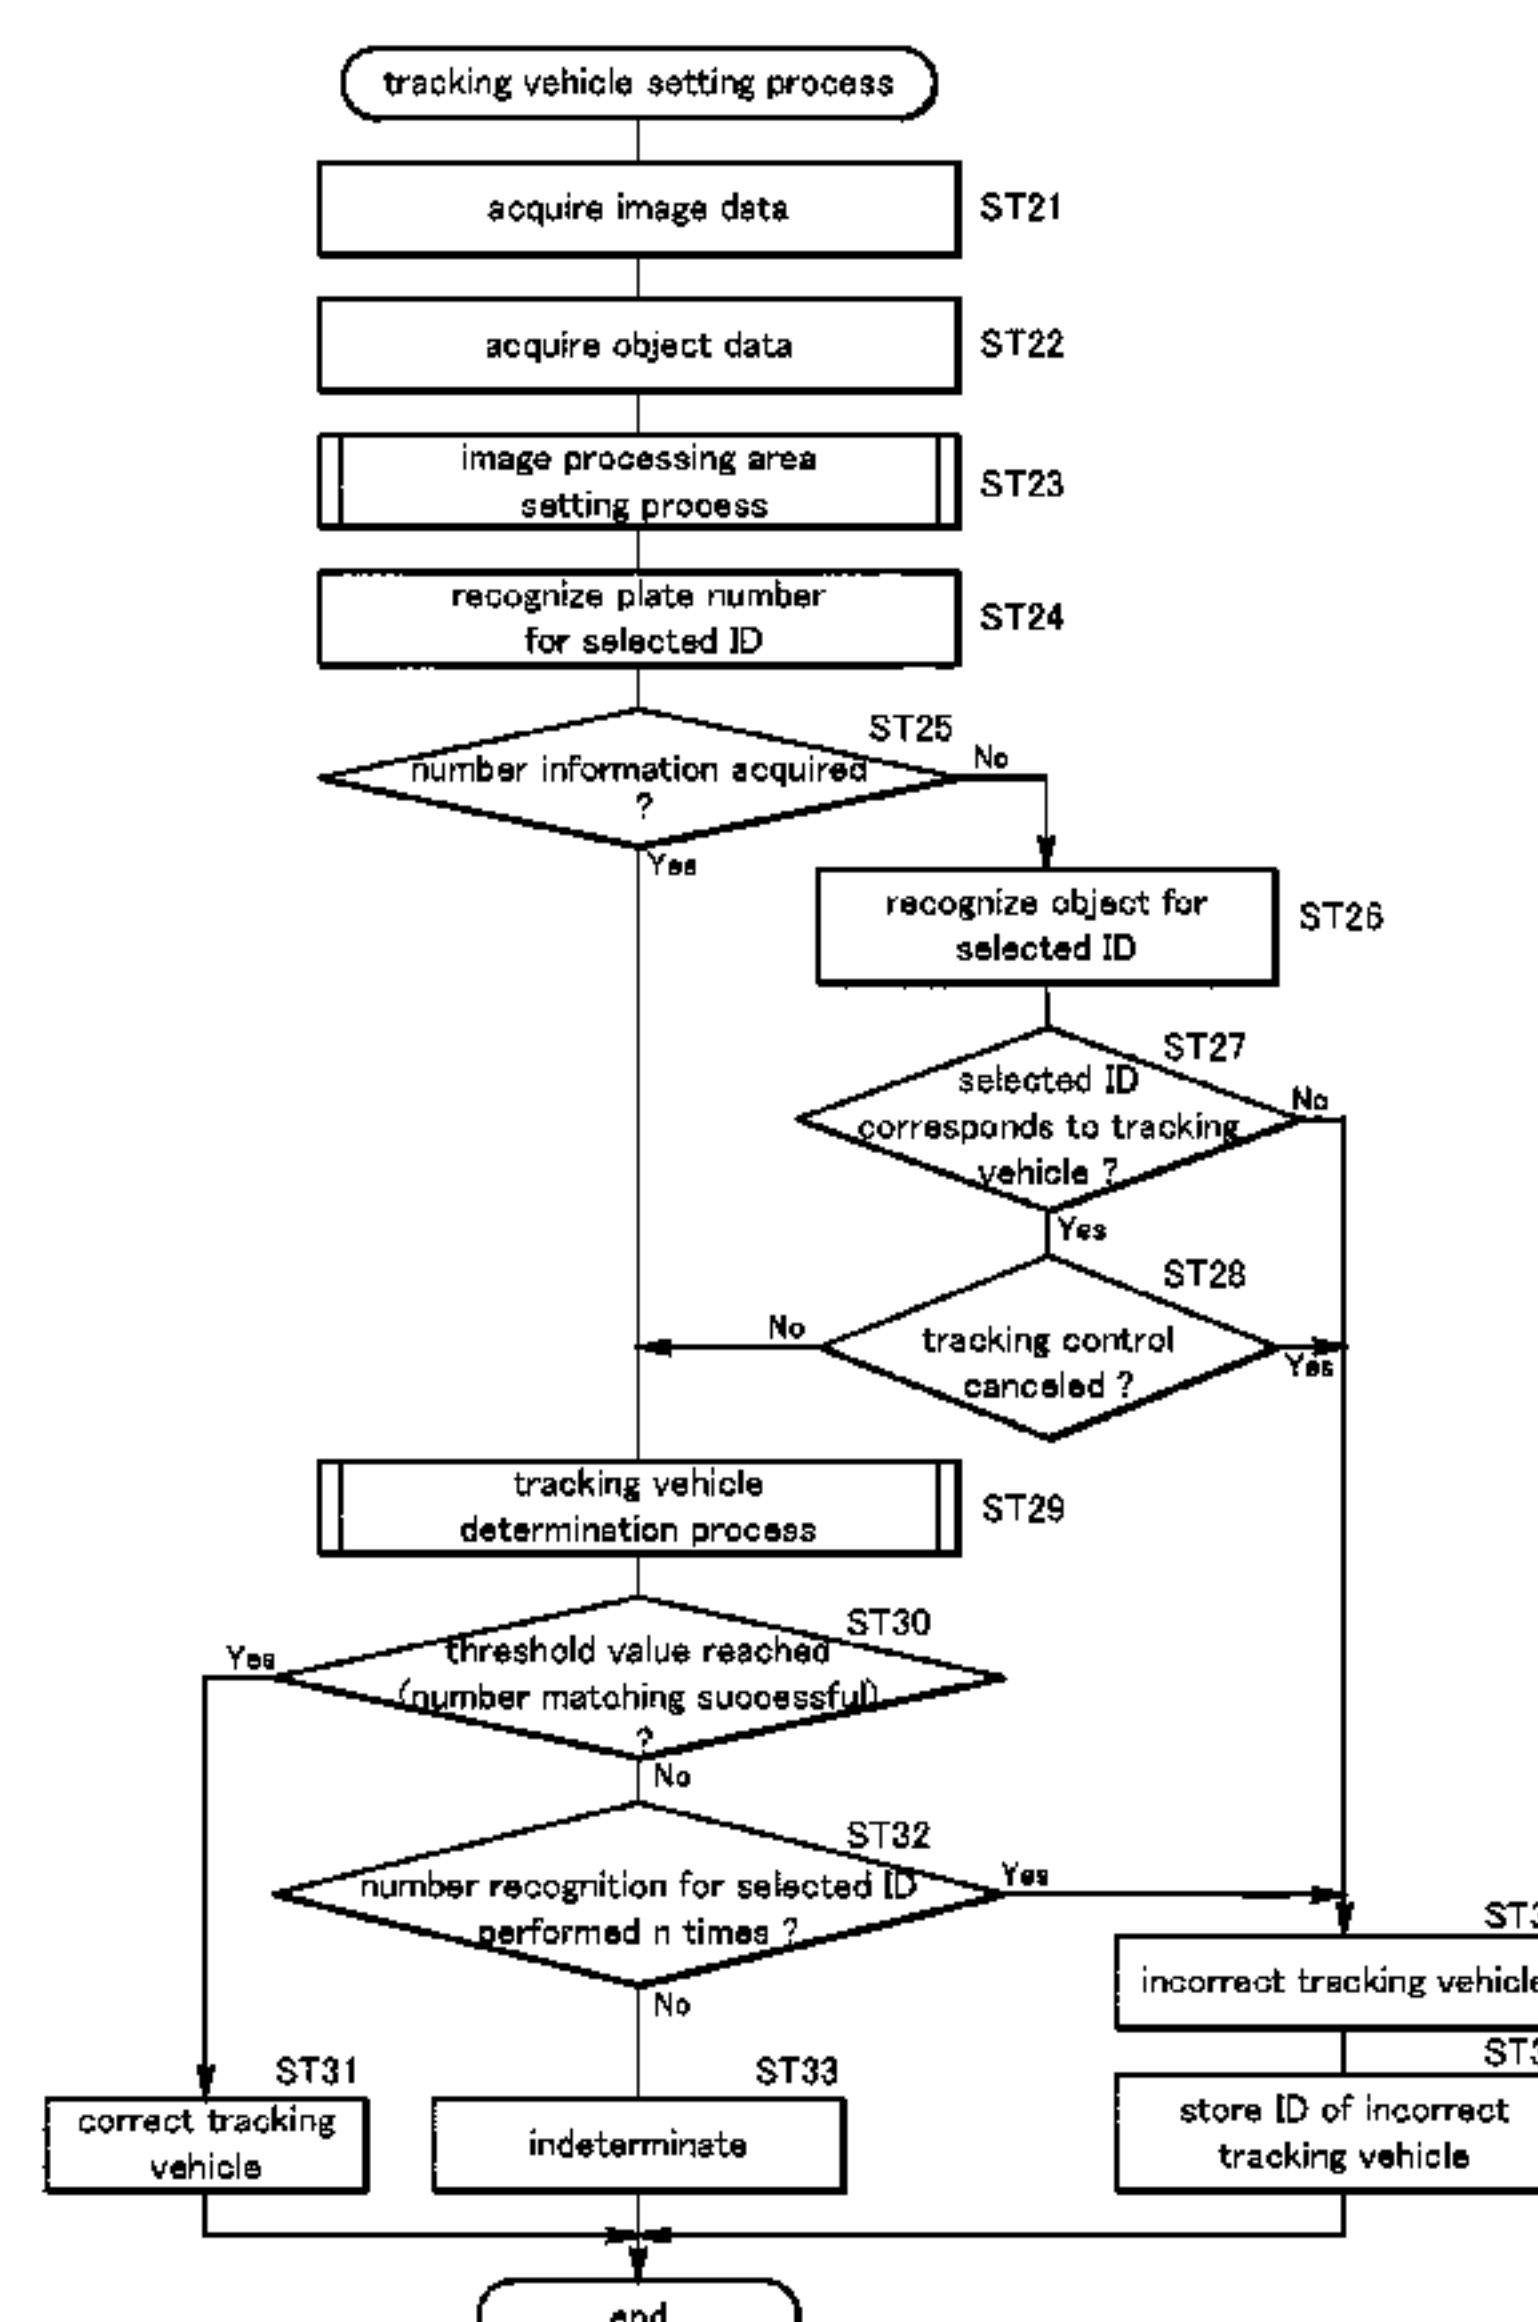 tracking vehicle setting process
acquire image data
ST21
acquire object data
ST22
image processing area
setting process
ST23
recognize plate number
for selected ID
ST24
ST25
number information acquired
?
No
Yes
recognize object for
selected ID
ST26
ST27
selected ID
corresponds to tracking
vehicle ?
No
Yes
ST28
tracking control
canceled ?
No
Yes
tracking vehicle
determination process
ST29
ST30
threshold value reached
(number matching successful)
?
Yes
No
ST32
number recognition for selected ID
performed n times ?
Yes
No
ST3
incorrect tracking vehicle
ST3
store ID of incorrect
tracking vehicle
ST31
correct tracking
vehicle
ST33
indeterminate
end